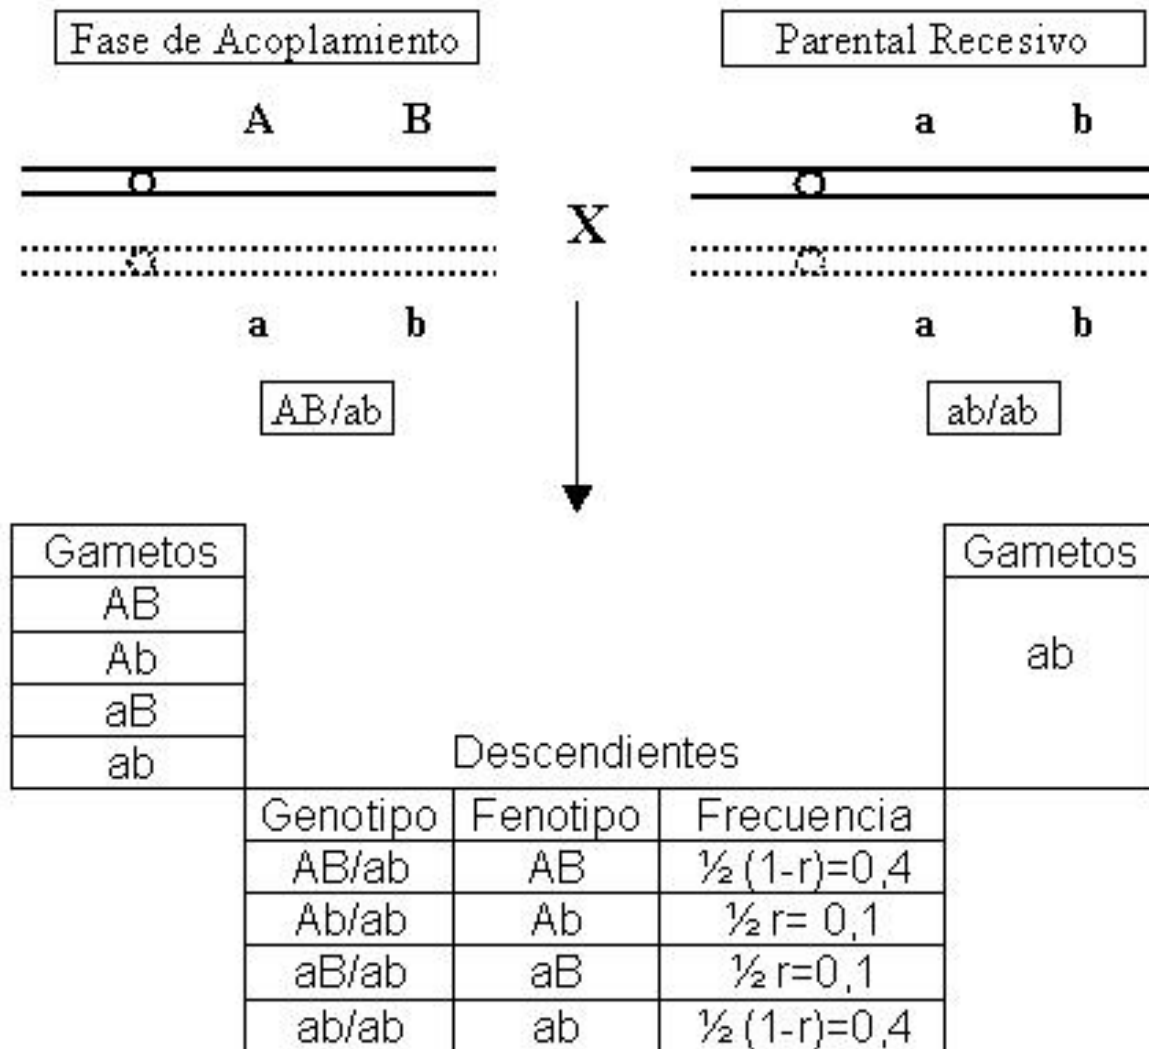 Fase de Acoplamiento Parental Recesivo
A B a b
X
a b a b
AB/ab ab/ab
Gametos Gametos
AB
Ab ab
aB
ab Descendientes
Genotipo Fenotipo Frecuencia
AB/ab AB ½ (1-r)=0,4
Ab/ab Ab ½ r= 0,1
aB/ab aB ½ r=0,1
ab/ab ab ½ (1-r)=0,4